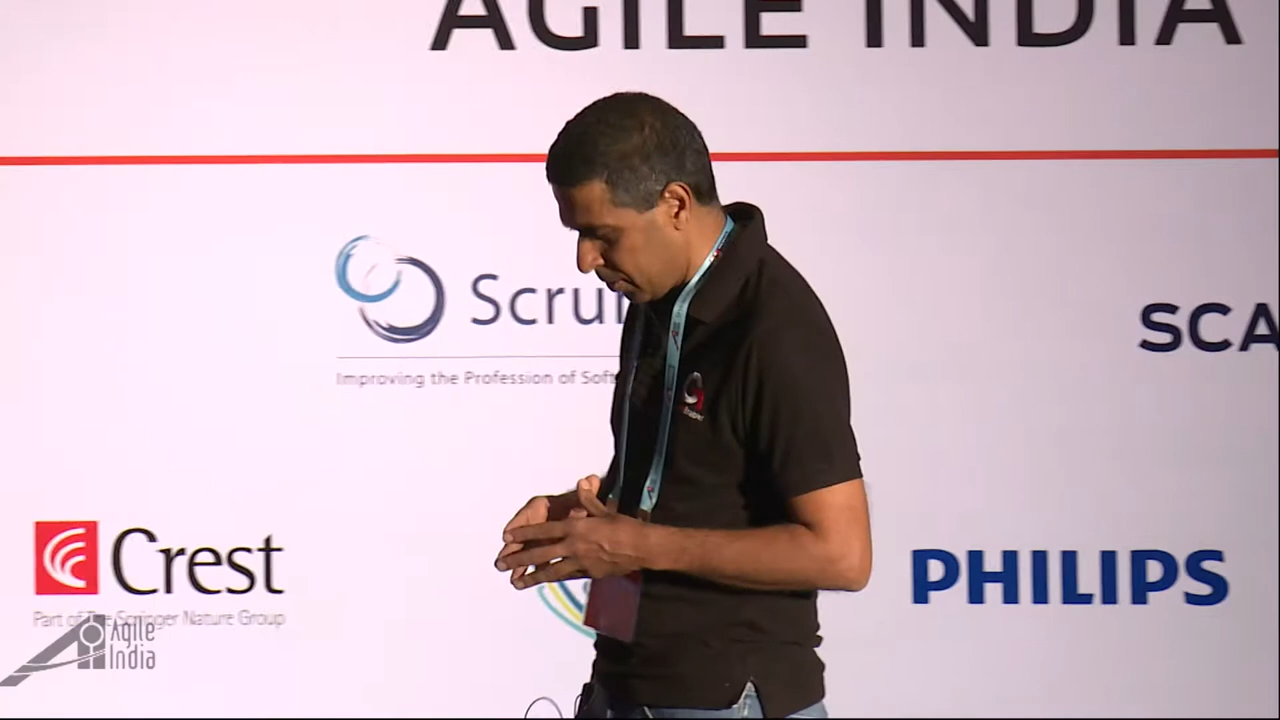 AGILE INDIA
Scru
Improving the Profession of Soft
SCA
Crest
Part of The Springer Nature Group
PHILIPS
Agile
India